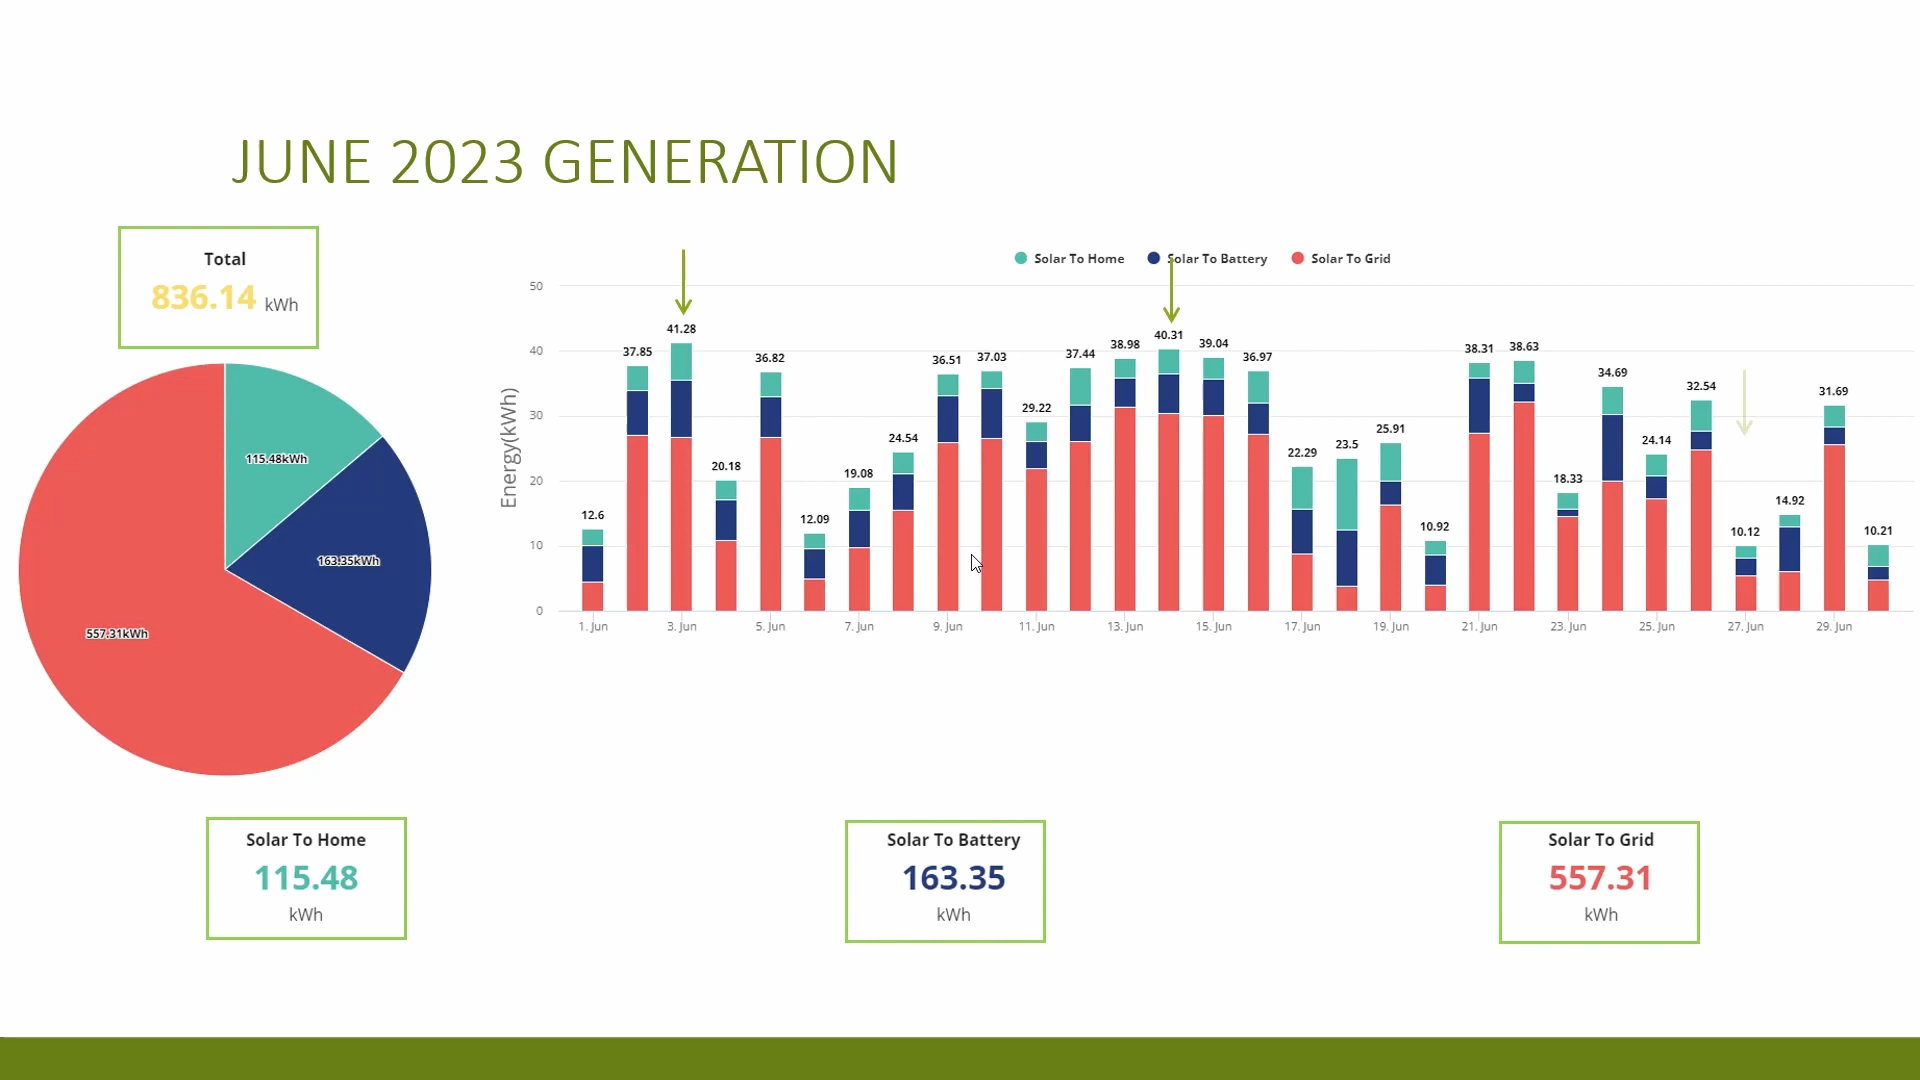 JUNE 2023 GENERATION
Total
836.14 kWh
Solar To Home Solar To Battery Solar To Grid
Energy(kWh)
50
40
30
20
10
0
12.6
37.85
41.28
20.18
36.82
12.09
19.08
24.54
36.51
37.03
29.22
37.44
38.98
40.31
39.04
36.97
22.29
23.5
25.91
10.92
38.31
38.63
18.33
34.69
24.14
32.54
10.12
14.92
31.69
10.21
1. Jun 3. Jun 5. Jun 7. Jun 9. Jun 11. Jun 13. Jun 15. Jun 17. Jun 19. Jun 21. Jun 23. Jun 25. Jun 27. Jun 29. Jun
115.48kWh
163.35kWh
557.31kWh
Solar To Home
115.48
kWh
Solar To Battery
163.35
kWh
Solar To Grid
557.31
kWh